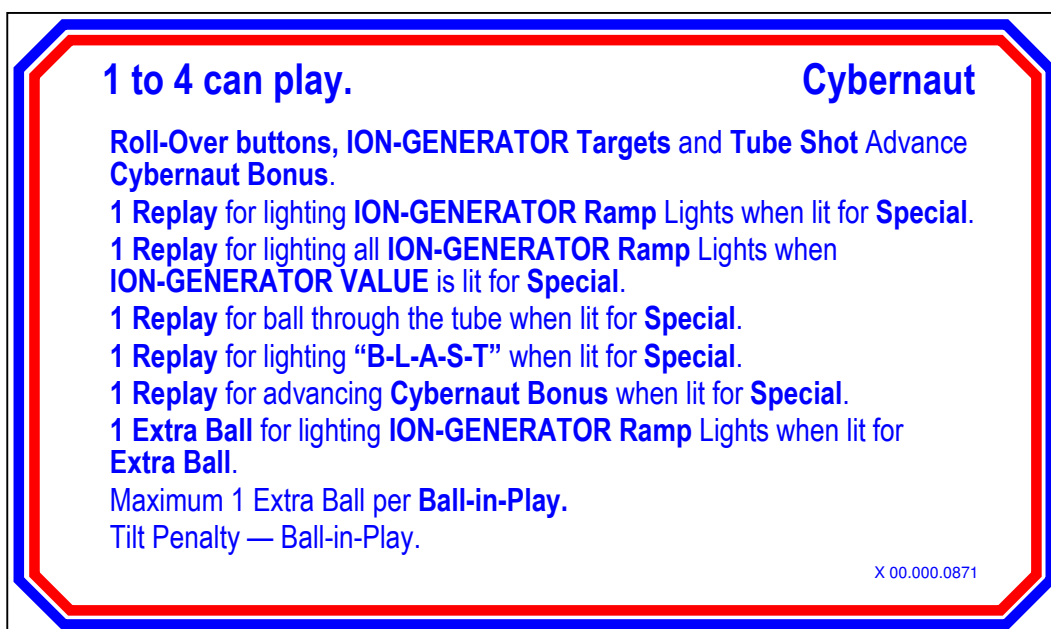 1 to 4 can play. Cybernaut
Roll-Over buttons, ION-GENERATOR Targets and Tube Shot Advance
Cybernaut Bonus.
1 Replay for lighting ION-GENERATOR Ramp Lights when lit for Special.
1 Replay for lighting all ION-GENERATOR Ramp Lights when
ION-GENERATOR VALUE is lit for Special.
1 Replay for ball through the tube when lit for Special.
1 Replay for lighting “B-L-A-S-T” when lit for Special.
1 Replay for advancing Cybernaut Bonus when lit for Special.
1 Extra Ball for lighting ION-GENERATOR Ramp Lights when lit for
Extra Ball.
Maximum 1 Extra Ball per Ball-in-Play.
Tilt Penalty — Ball-in-Play.
X 00.000.0871